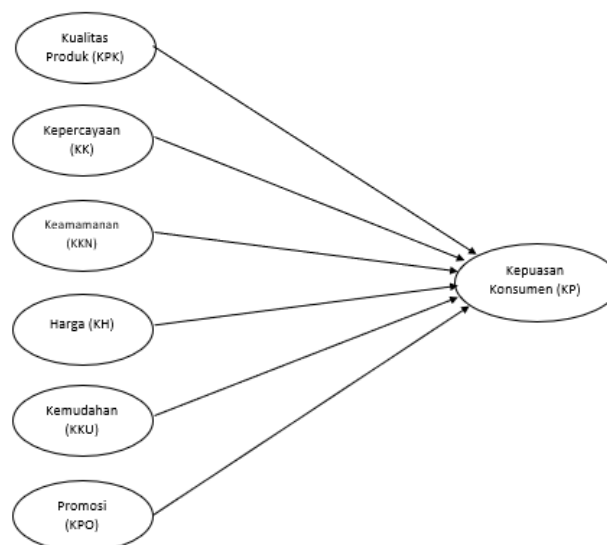 Kualitas
Produk (KPK)
Kepercayaan
(KK)
Keamamanan
(KKN)
Harga (KH)
Kemudahan
(KKU)
Promosi
(KPO)
Kepuasan
Konsumen (KP)